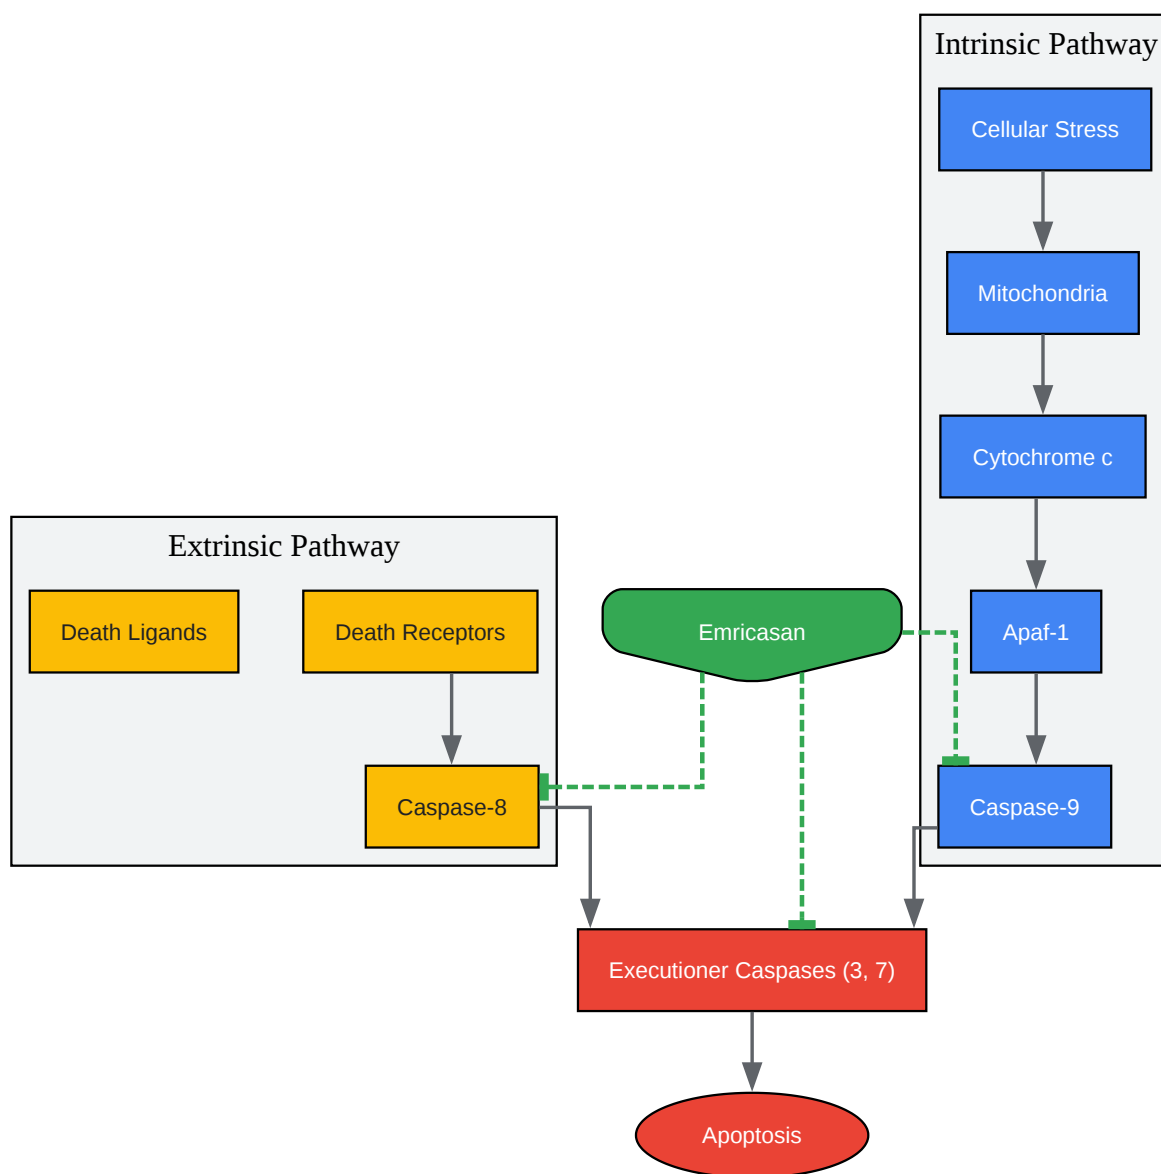 Intrinsic Pathway
Cellular Stress
Mitochondria
Cytochrome c
Extrinsic Pathway
Death Ligands
Death Receptors
Emricasan
Apaf-1
Caspase-8
Caspase-9
Executioner Caspases (3, 7)
Apoptosis